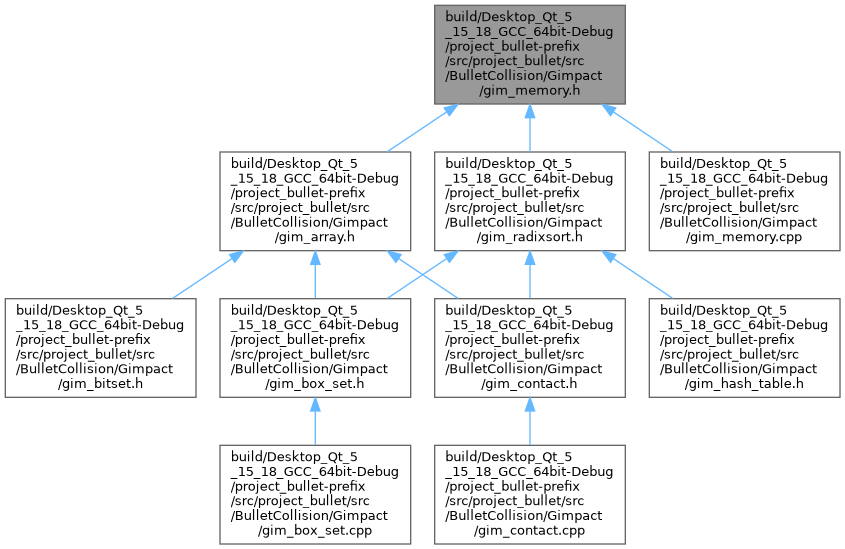 build/Desktop_Qt_5
_15_18_GCC_64bit-Debug
/project_bullet-prefix
/src/project_bullet/src
/BulletCollision/Gimpact
/gim_memory.h
build/Desktop_Qt_5
_15_18_GCC_64bit-Debug
/project_bullet-prefix
/src/project_bullet/src
/BulletCollision/Gimpact
/gim_array.h
build/Desktop_Qt_5
_15_18_GCC_64bit-Debug
/project_bullet-prefix
/src/project_bullet/src
/BulletCollision/Gimpact
/gim_radixsort.h
build/Desktop_Qt_5
_15_18_GCC_64bit-Debug
/project_bullet-prefix
/src/project_bullet/src
/BulletCollision/Gimpact
/gim_memory.cpp
build/Desktop_Qt_5
_15_18_GCC_64bit-Debug
/project_bullet-prefix
/src/project_bullet/src
/BulletCollision/Gimpact
/gim_bitset.h
build/Desktop_Qt_5
_15_18_GCC_64bit-Debug
/project_bullet-prefix
/src/project_bullet/src
/BulletCollision/Gimpact
/gim_box_set.h
build/Desktop_Qt_5
_15_18_GCC_64bit-Debug
/project_bullet-prefix
/src/project_bullet/src
/BulletCollision/Gimpact
/gim_contact.h
build/Desktop_Qt_5
_15_18_GCC_64bit-Debug
/project_bullet-prefix
/src/project_bullet/src
/BulletCollision/Gimpact
/gim_hash_table.h
build/Desktop_Qt_5
_15_18_GCC_64bit-Debug
/project_bullet-prefix
/src/project_bullet/src
/BulletCollision/Gimpact
/gim_box_set.cpp
build/Desktop_Qt_5
_15_18_GCC_64bit-Debug
/project_bullet-prefix
/src/project_bullet/src
/BulletCollision/Gimpact
/gim_contact.cpp